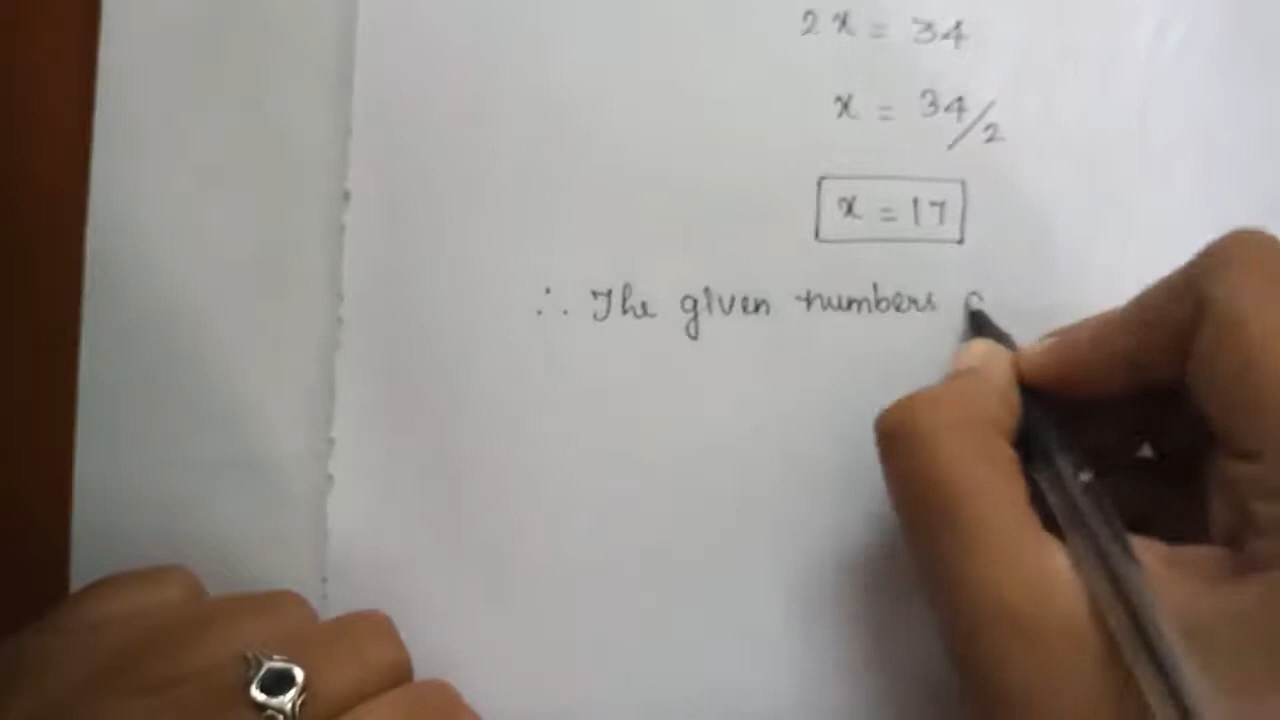 2x = 34
x = 34/2
x = 17
∴ The given numbers